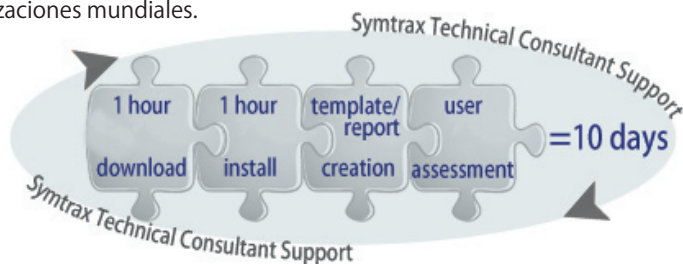 zaciones mundiales.
Symtrax Technical Consultant Support
1 hour
download
1 hour
install
template/
report
creation
user
assessment
=10 days
Symtrax Technical Consultant Support